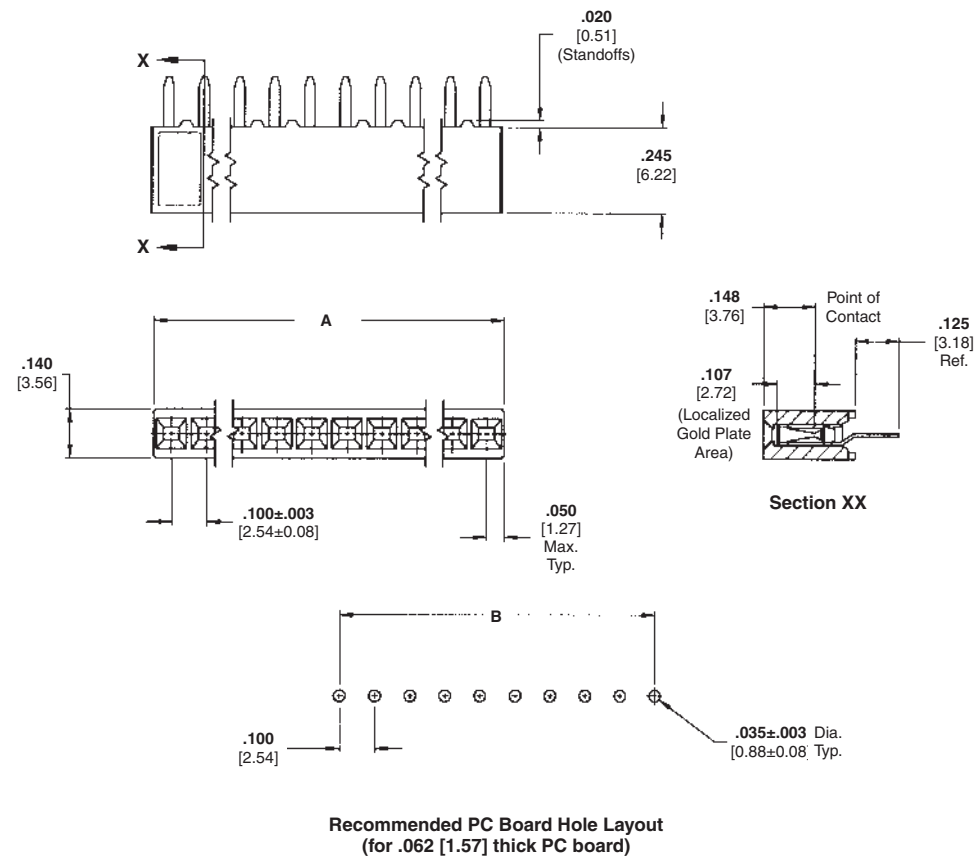 .020
[0.51]
(Standoffs)
X
.245
[6.22]
X
A
.140
[3.56]
.100±.003
[2.54±0.08]
.050
[1.27]
Max.
Typ.
.148
[3.76]
Point of
Contact
.125
[3.18]
Ref.
.107
[2.72]
(Localized
Gold Plate
Area)
Section XX
B
.100
[2.54]
.035±.003 Dia.
[0.88±0.08] Typ.
Recommended PC Board Hole Layout
(for .062 [1.57] thick PC board)